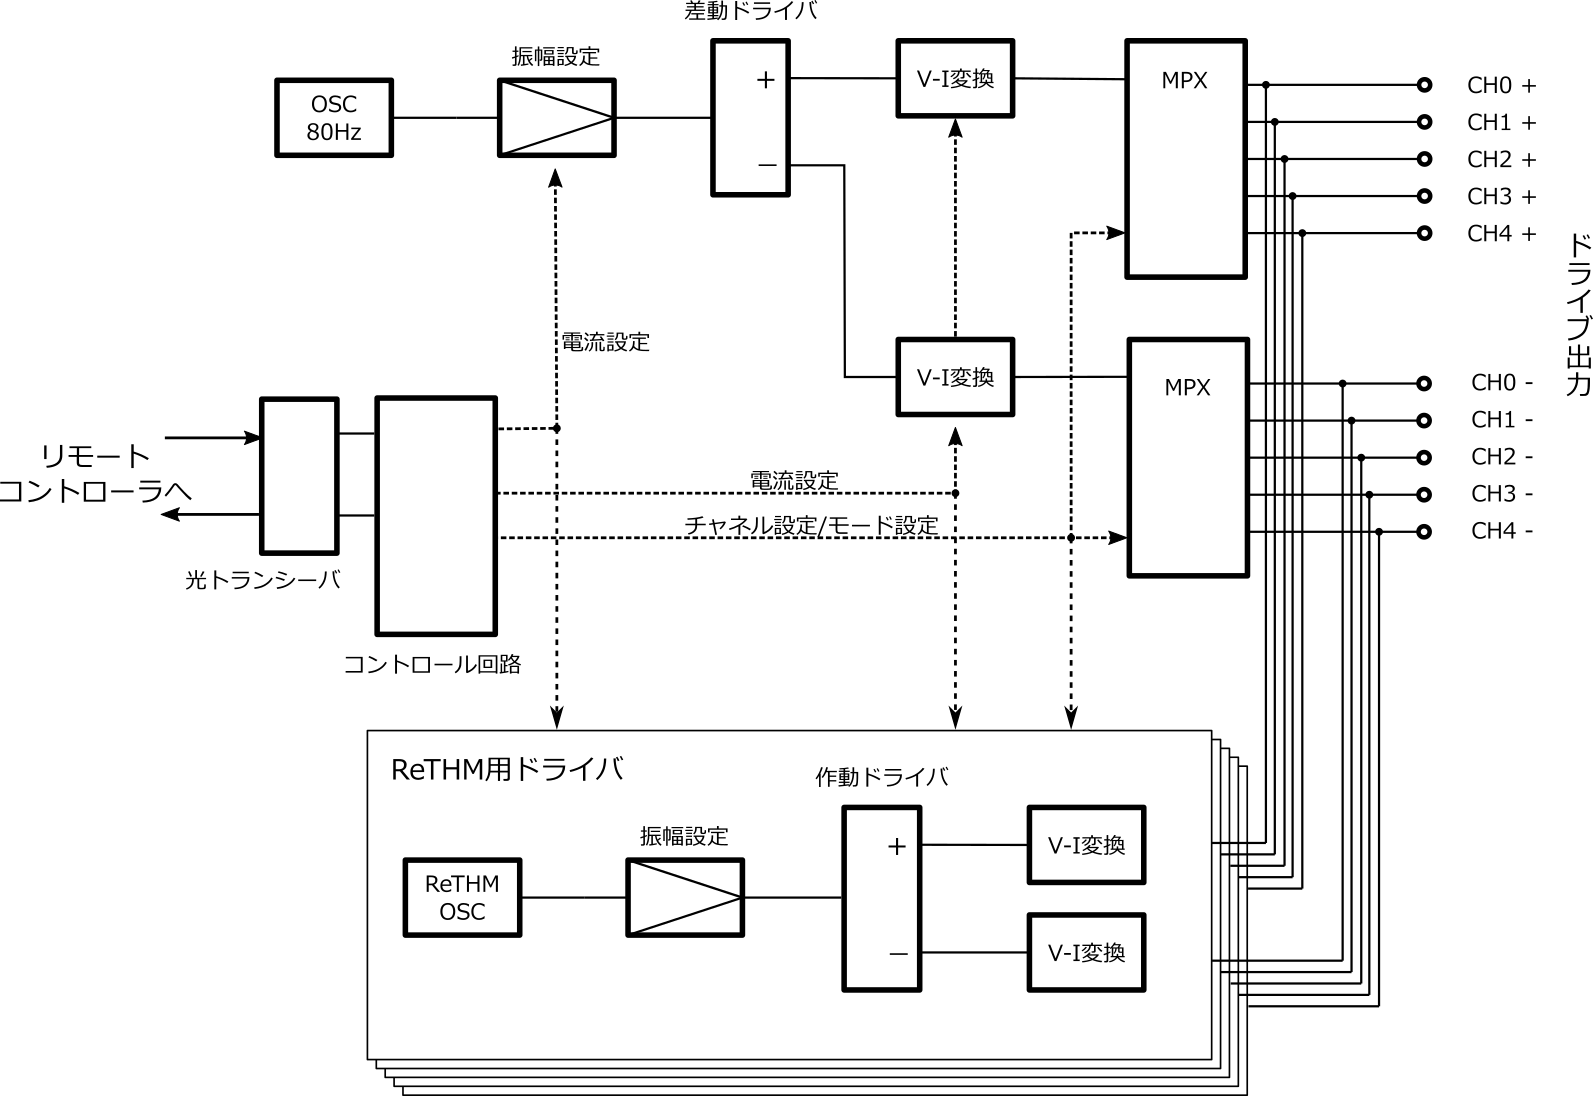 差動ドライバ
振幅設定
OSC
80Hz
+
−
V-I変換
MPX
CH0 +
CH1 +
CH2 +
CH3 +
CH4 +
ドライブ出力
電流設定
V-I変換
MPX
CH0 -
CH1 -
CH2 -
CH3 -
CH4 -
リモート
コントローラへ
電流設定
チャネル設定/モード設定
光トランシーバ
コントロール回路
ReTHM用ドライバ
作動ドライバ
振幅設定
ReTHM
OSC
+
−
V-I変換
V-I変換